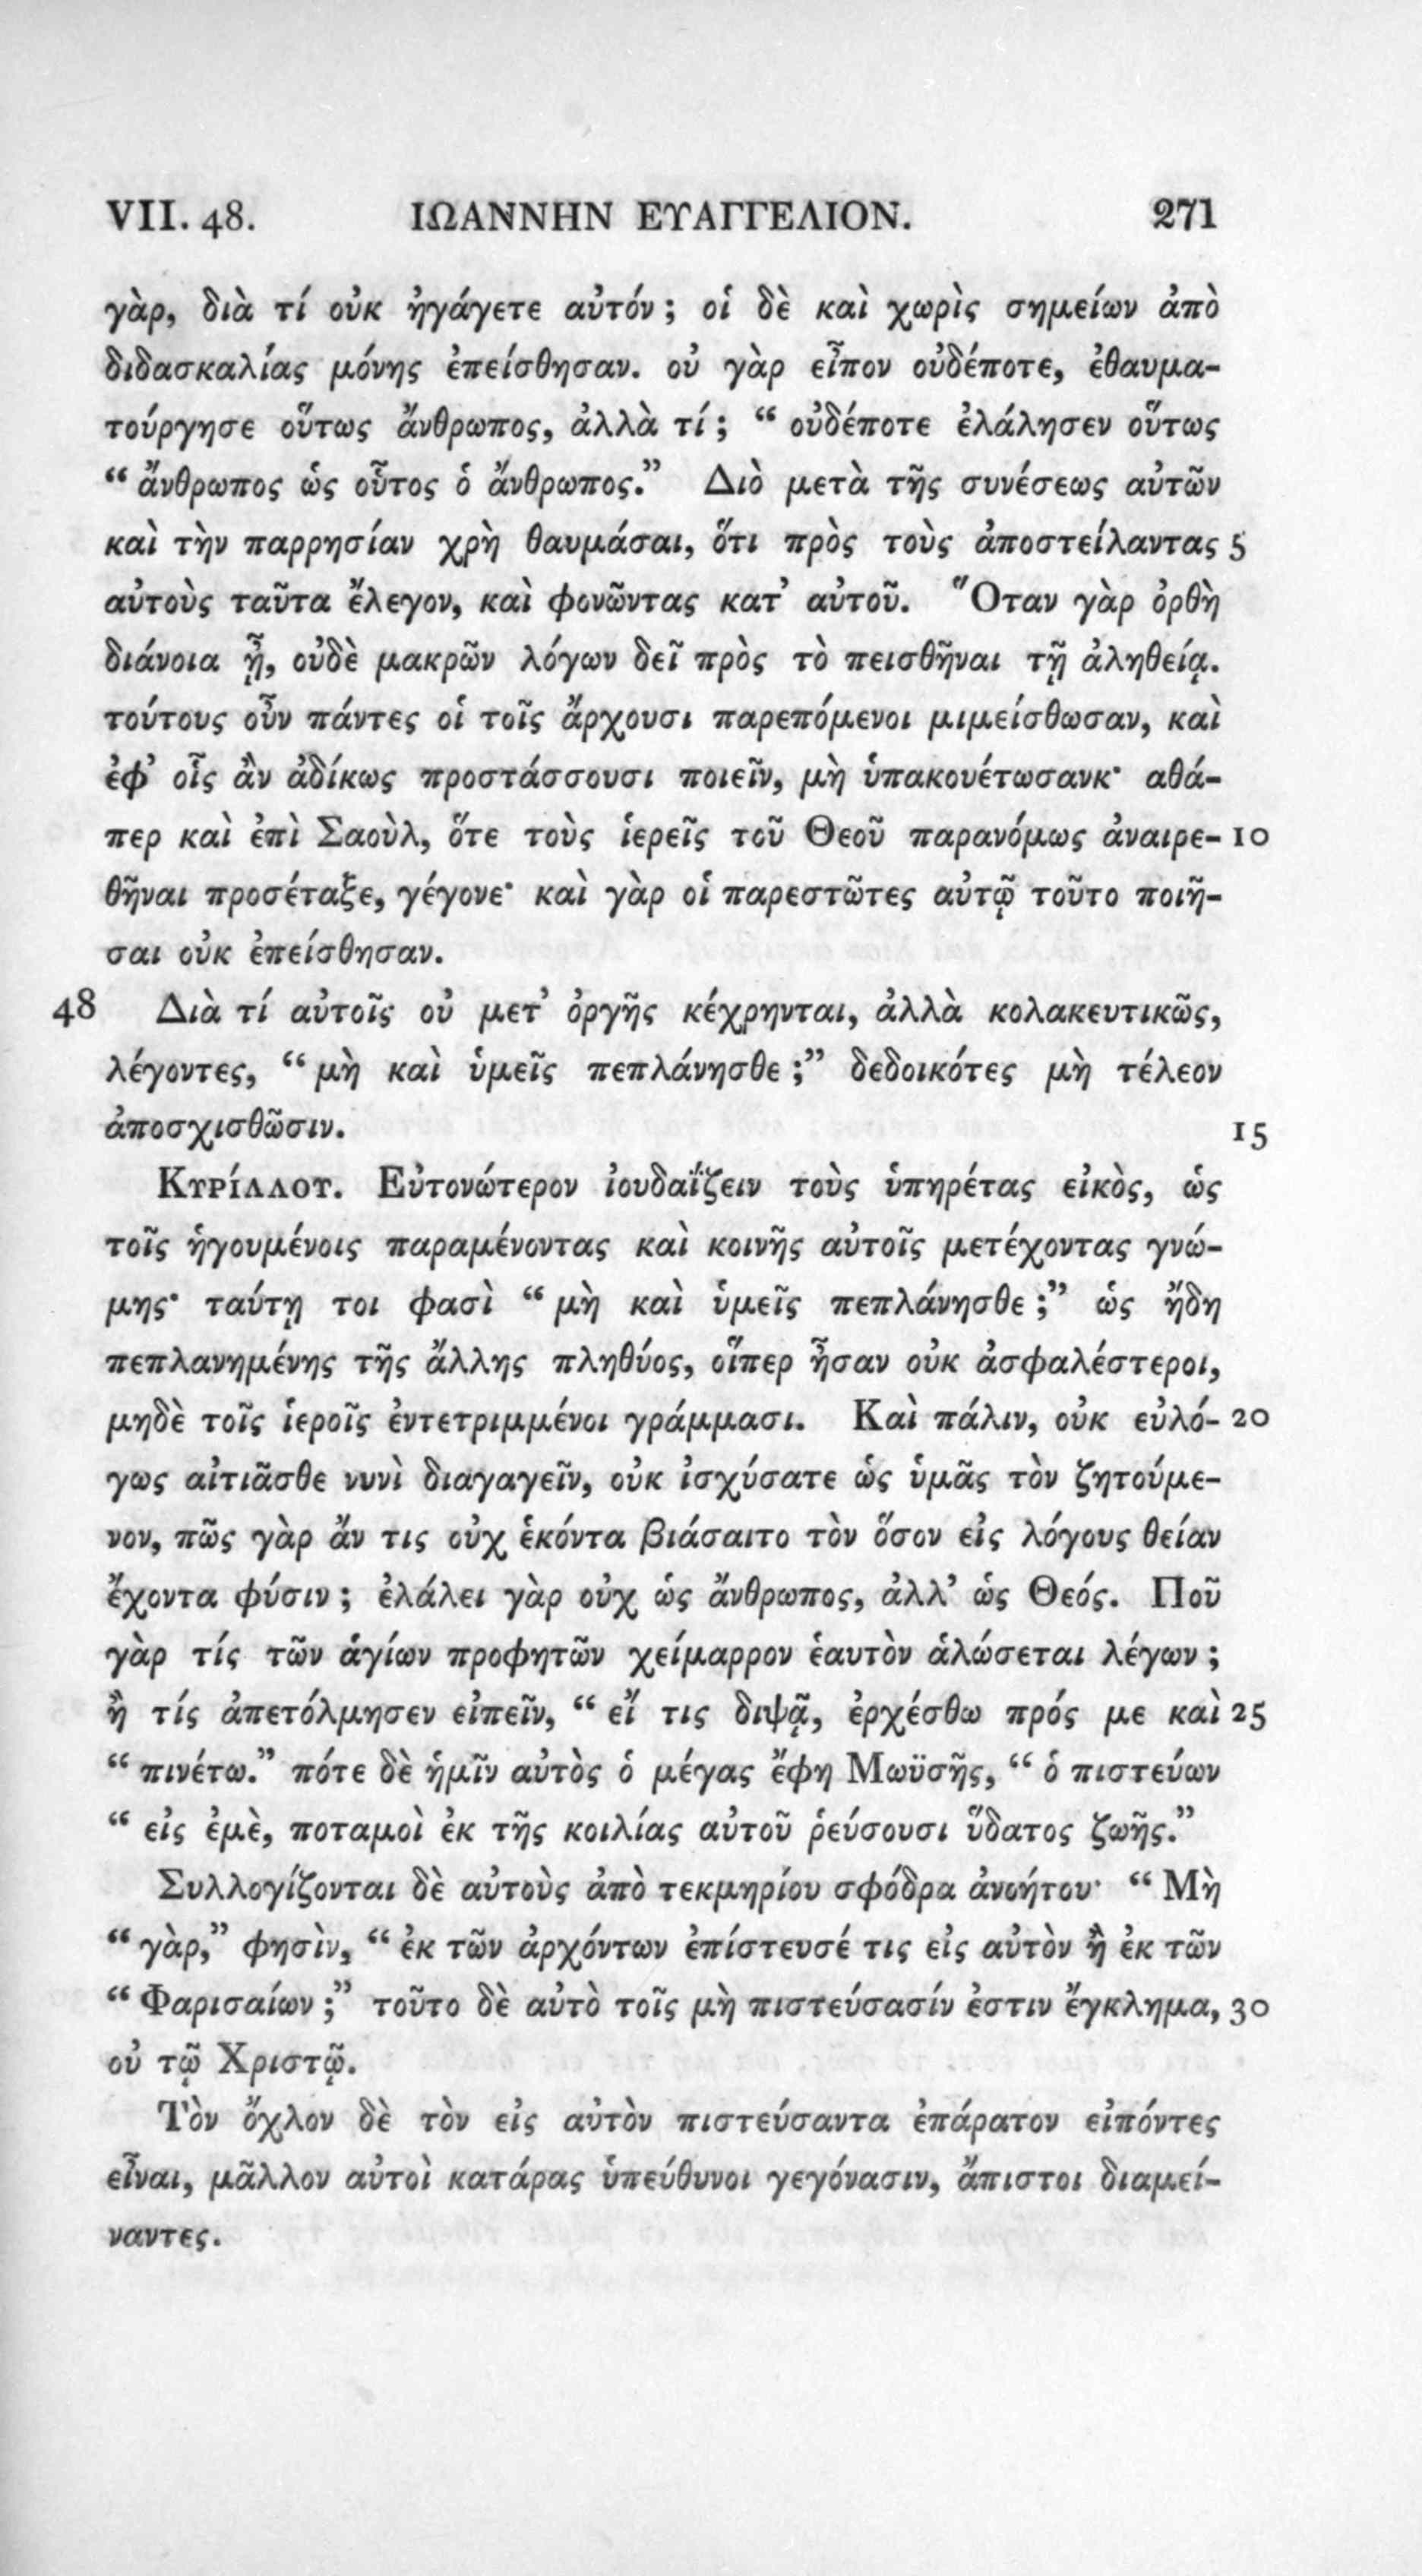 VII. 48. ΙΩΑΝΝΗΝ ΕΥΑΓΓΕΛΙΟΝ. 271
γὰρ, διὰ τί οὐκ ἠγάγετε αὐτόν; οἱ δὲ καὶ χωρὶς σημείων ἀπὸ
διδασκαλίας μόνης ἐπείσθησαν. οὐ γὰρ εἶπον οὐδέποτε, ἐθαυμα-
τούργησε οὕτως ἄνθρωπος, ἀλλὰ τί; “ οὐδέποτε ἐλάλησεν οὕτως
“ ἄνθρωπος ὡς οὗτος ὁ ἄνθρωπος.” Διὸ μετὰ τῆς συνέσεως αὐτῶν
καὶ τὴν παρρησίαν χρὴ θαυμάσαι, ὅτι πρὸς τοὺς ἀποστείλαντας 5
αὐτοὺς ταῦτα ἔλεγον, καὶ φονῶντας κατ’ αὐτοῦ. Ὅταν γὰρ ὀρθὴ
διάνοια ᾖ, οὐδὲ μακρῶν λόγων δεῖ πρὸς τὸ πεισθῆναι τῇ ἀληθείᾳ.
τούτους οὖν πάντες οἱ τοῖς ἄρχουσι παρεπόμενοι μιμείσθωσαν, καὶ
ἐφ’ οἷς ἂν ἀδίκως προστάσσουσι ποιεῖν, μὴ ὑπακουέτωσανκ· αθά-
περ καὶ ἐπὶ Σαοὺλ, ὅτε τοὺς ἱερεῖς τοῦ Θεοῦ παρανόμως ἀναιρε- 10
θῆναι προσέταξε, γέγονε· καὶ γὰρ οἱ παρεστῶτες αὐτῷ τοῦτο ποιῆ-
σαι οὐκ ἐπείσθησαν.
48 Διὰ τί αὐτοῖς οὐ μετ’ ὀργῆς κέχρηνται, ἀλλὰ κολακευτικῶς,
λέγοντες, “ μὴ καὶ ὑμεῖς πεπλάνησθε;” δεδοικότες μὴ τέλεον
ἀποσχισθῶσιν. 15
Κυρίλλου. Εὐτονώτερον ἰουδαΐζειν τοὺς ὑπηρέτας εἰκὸς, ὡς
τοῖς ἡγουμένοις παραμένοντας καὶ κοινῆς αὐτοῖς μετέχοντας γνώ-
μης· ταύτῃ τοι φασὶ “ μὴ καὶ ὑμεῖς πεπλάνησθε;” ὡς ἤδη
πεπλανημένης τῆς ἄλλης πληθύος, οἵπερ ἦσαν οὐκ ἀσφαλέστεροι,
μηδὲ τοῖς ἱεροῖς ἐντετριμμένοι γράμμασι. Καὶ πάλιν, οὐκ εὐλό- 20
γως αἰτιᾶσθε νυνὶ διαγαγεῖν, οὐκ ἰσχύσατε ὡς ὑμᾶς τὸν ζητούμε-
νον, πῶς γὰρ ἄν τις οὐχ ἑκόντα βιάσαιτο τὸν ὅσον εἰς λόγους θείαν
ἔχοντα φύσιν; ἐλάλει γὰρ οὐχ ὡς ἄνθρωπος, ἀλλ’ ὡς Θεός. Ποῦ
γὰρ τίς τῶν ἁγίων προφητῶν χείμαρρον ἑαυτὸν ἁλώσεται λέγων;
ἢ τίς ἀπετόλμησεν εἰπεῖν, “ εἴ τις διψᾷ, ἐρχέσθω πρός με καὶ 25
“ πινέτω.” πότε δὲ ἡμῖν αὐτὸς ὁ μέγας ἔφη Μωϋσῆς, “ ὁ πιστεύων
“ εἰς ἐμὲ, ποταμοὶ ἐκ τῆς κοιλίας αὐτοῦ ῥεύσουσι ὕδατος ζωῆς.”
Συλλογίζονται δὲ αὐτοὺς ἀπὸ τεκμηρίου σφόδρα ἀνοήτου· “ Μὴ
“ γὰρ,” φησὶν, “ ἐκ τῶν ἀρχόντων ἐπίστευσέ τις εἰς αὐτὸν ἢ ἐκ τῶν
“ Φαρισαίων;” τοῦτο δὲ αὐτὸ τοῖς μὴ πιστεύσασίν ἐστιν ἔγκλημα, 30
οὐ τῷ Χριστῷ.
Τὸν ὄχλον δὲ τὸν εἰς αὐτὸν πιστεύσαντα ἐπάρατον εἰπόντες
εἶναι, μᾶλλον αὐτοὶ κατάρας ὑπεύθυνοι γεγόνασιν, ἄπιστοι διαμεί-
ναντες.